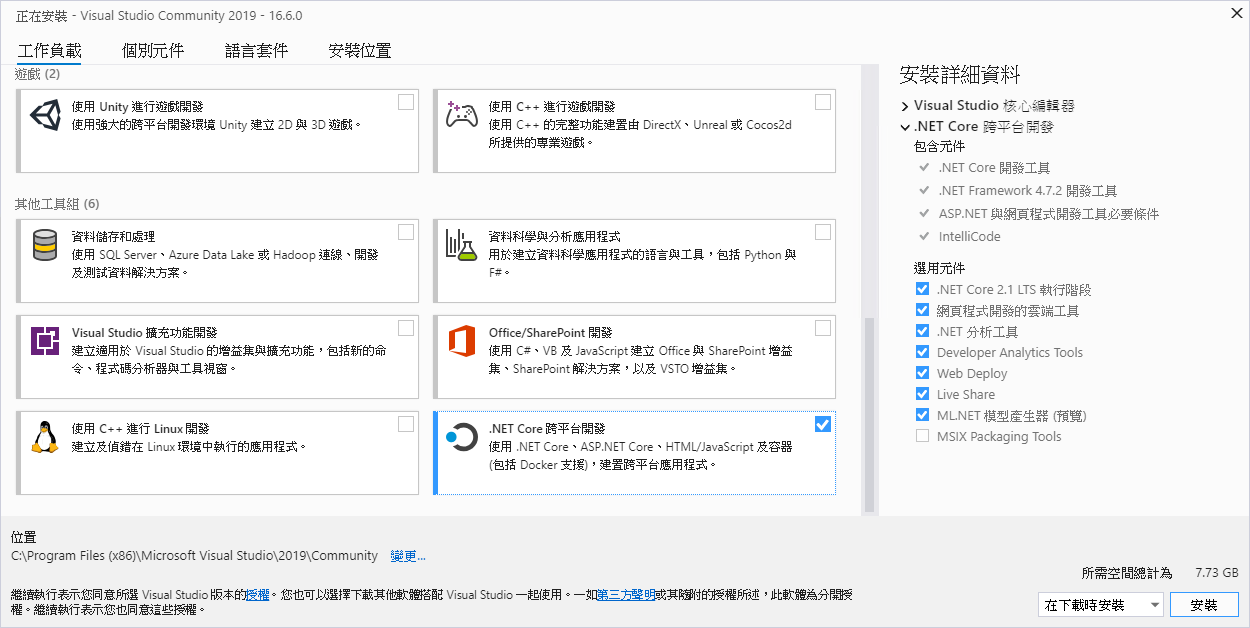 正在安裝 - Visual Studio Community 2019 - 16.6.0
工作負載 個別元件 語言套件 安裝位置
遊戲 (2)
使用 Unity 進行遊戲開發
使用強大的跨平台開發環境 Unity 建立 2D 與 3D 遊戲。
使用 C++ 進行遊戲開發
使用 C++ 的完整功能建置由 DirectX、Unreal 或 Cocos2d
所提供的專業遊戲。
其他工具組 (6)
資料儲存和處理
使用 SQL Server、Azure Data Lake 或 Hadoop 連線、開發
及測試資料解決方案。
資料科學與分析應用程式
用於建立資料科學應用程式的語言與工具，包括 Python 與
F#。
Visual Studio 擴充功能開發
建立適用於 Visual Studio 的增益集與擴充功能，包括新的命
令、程式碼分析器與工具視窗。
Office/SharePoint 開發
使用 C#、VB 及 JavaScript 建立 Office 與 SharePoint 增益
集、SharePoint 解決方案，以及 VSTO 增益集。
使用 C++ 進行 Linux 開發
建立及偵錯在 Linux 環境中執行的應用程式。
.NET Core 跨平台開發
使用 .NET Core、ASP.NET Core、HTML/JavaScript 及容器
(包括 Docker 支援)，建置跨平台應用程式。
安裝詳細資料
Visual Studio 核心編輯器
.NET Core 跨平台開發
包含元件
.NET Core 開發工具
.NET Framework 4.7.2 開發工具
ASP.NET 與網頁程式開發工具必要條件
IntelliCode
選用元件
.NET Core 2.1 LTS 執行階段
網頁程式開發的雲端工具
.NET 分析工具
Developer Analytics Tools
Web Deploy
Live Share
ML.NET 模型產生器 (預覽)
MSIX Packaging Tools
位置
C:\Program Files (x86)\Microsoft Visual Studio\2019\Community 變更...
所需空間總計為 7.73 GB
繼續執行表示您同意所選 Visual Studio 版本的授權。您也可以選擇下載其他軟體搭配 Visual Studio 一起使用。一如第三方聲明或其隨附的授權所述，此軟體為分開授
權。繼續執行表示您也同意這些授權。
在下載時安裝 安裝